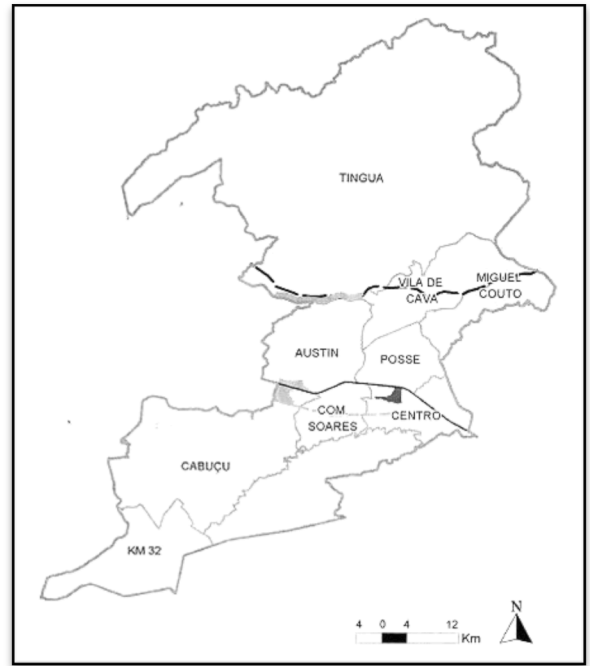 TINGUA
VILA DE
CAVA
MIGUEL
COUTO
AUSTIN
POSSE
COM
SOARES
CENTRO
CABUÇU
KM 32
N
4 0 4 12
Km